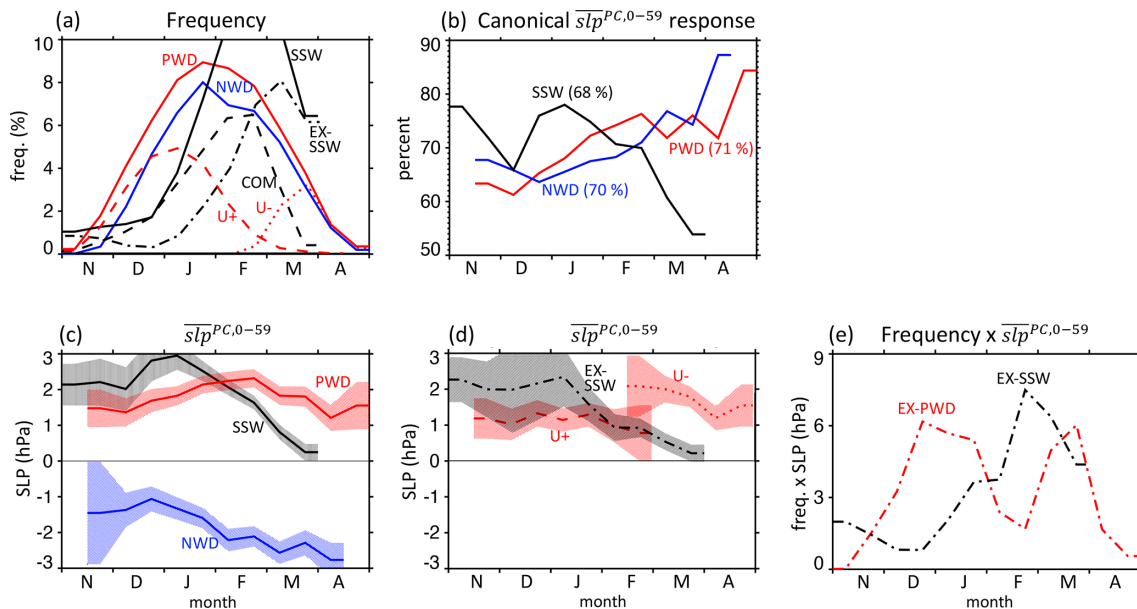 (a) Frequency
freq. (%)
10
8
6
4
2
0
PWD
NWD
SSW
EX-
SSW
COM
U-
U+
N D J F M A
(b) Canonical slp^PC,0−59 response
percent
90
80
70
60
50
SSW (68 %)
PWD (71 %)
NWD (70 %)
N D J F M A
(c) slp^PC,0−59
SLP (hPa)
3
2
1
0
-1
-2
-3
PWD
SSW
NWD
N D J F M A
month
(d) slp^PC,0−59
SLP (hPa)
3
2
1
0
-1
-2
-3
EX-
SSW
U-
U+
N D J F M A
month
(e) Frequency x slp^PC,0−59
freq. x SLP (hPa)
9
6
3
0
EX-SSW
EX-PWD
N D J F M A
month